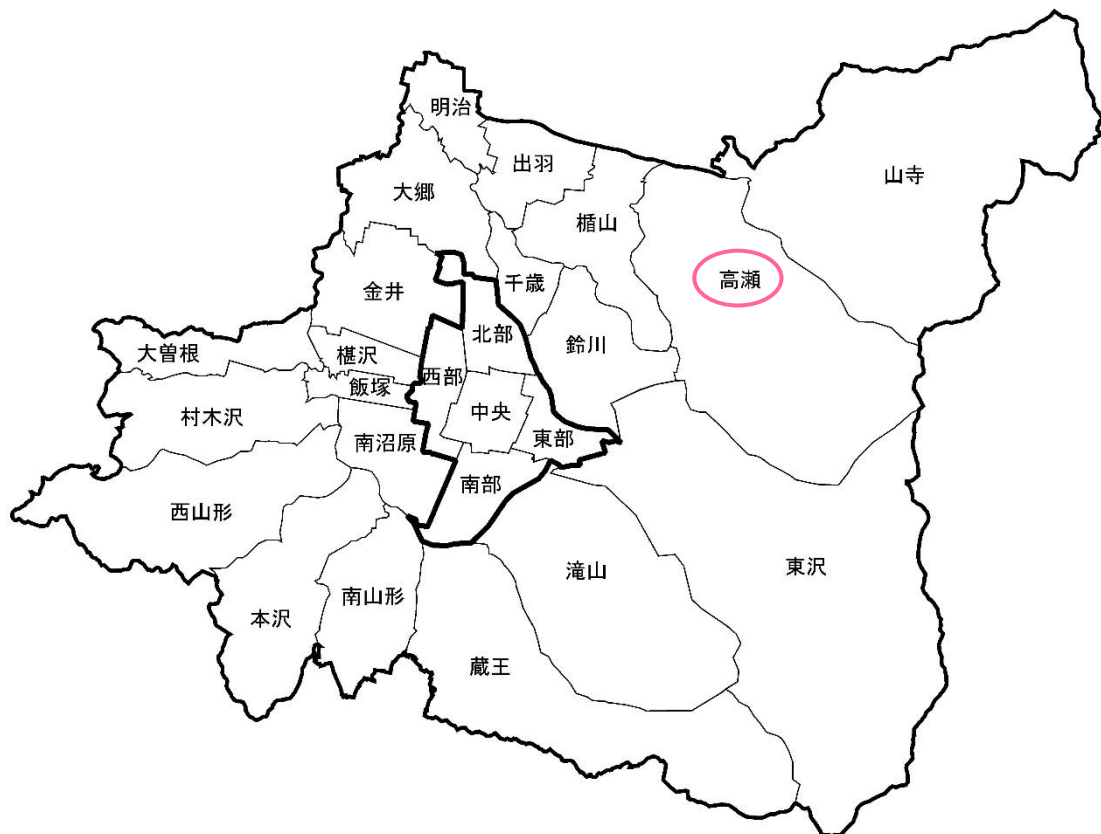 明治
出羽
山寺
大郷
楯山
高瀬
千歳
金井
北部
鈴川
大曽根
椹沢
西部
飯塚
村木沢
中央
南沼原
東部
南部
西山形
滝山
東沢
南山形
本沢
蔵王